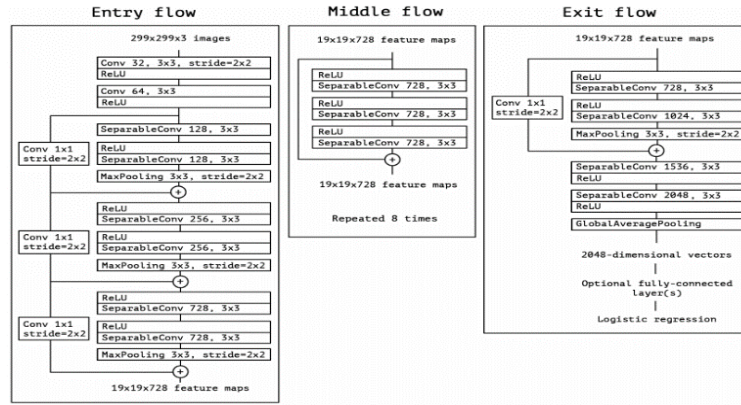 Entry flow
299x299x3 images
Conv 32, 3x3, stride=2x2
ReLU
Conv 64, 3x3
ReLU
SeparableConv 128, 3x3
Conv 1x1
stride=2x2
ReLU
SeparableConv 128, 3x3
MaxPooling 3x3, stride=2x2
+
ReLU
SeparableConv 256, 3x3
Conv 1x1
stride=2x2
ReLU
SeparableConv 256, 3x3
MaxPooling 3x3, stride=2x2
+
ReLU
SeparableConv 728, 3x3
Conv 1x1
stride=2x2
ReLU
SeparableConv 728, 3x3
MaxPooling 3x3, stride=2x2
+
19x19x728 feature maps
Middle flow
19x19x728 feature maps
ReLU
SeparableConv 728, 3x3
ReLU
SeparableConv 728, 3x3
ReLU
SeparableConv 728, 3x3
+
19x19x728 feature maps
Repeated 8 times
Exit flow
19x19x728 feature maps
ReLU
SeparableConv 728, 3x3
Conv 1x1
stride=2x2
ReLU
SeparableConv 1024, 3x3
MaxPooling 3x3, stride=2x2
+
SeparableConv 1536, 3x3
ReLU
SeparableConv 2048, 3x3
ReLU
GlobalAveragePooling
2048-dimensional vectors
Optional fully-connected
layer(s)
Logistic regression